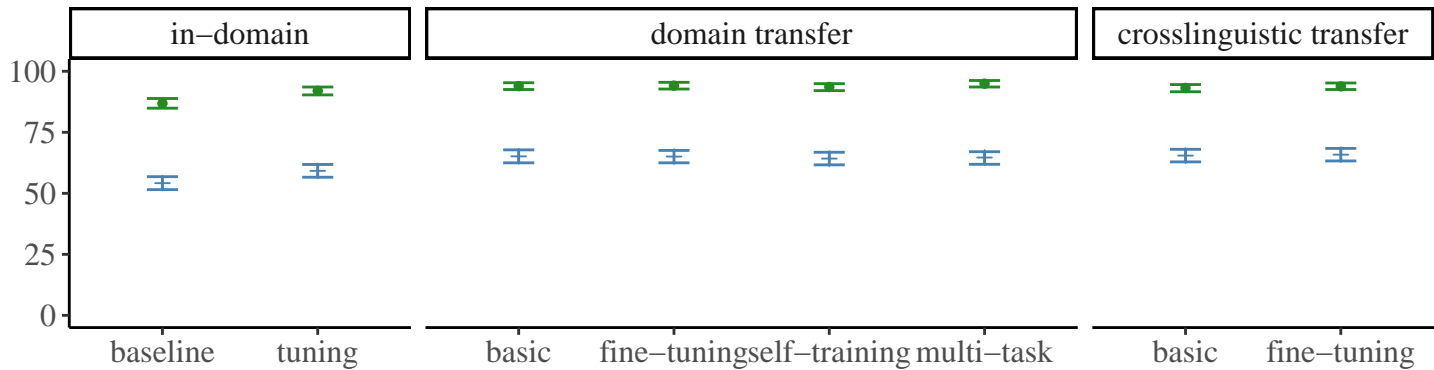 in−domain domain transfer crosslinguistic transfer
100
75
50
25
0
baseline tuning basic fine−tuning self−training multi−task basic fine−tuning